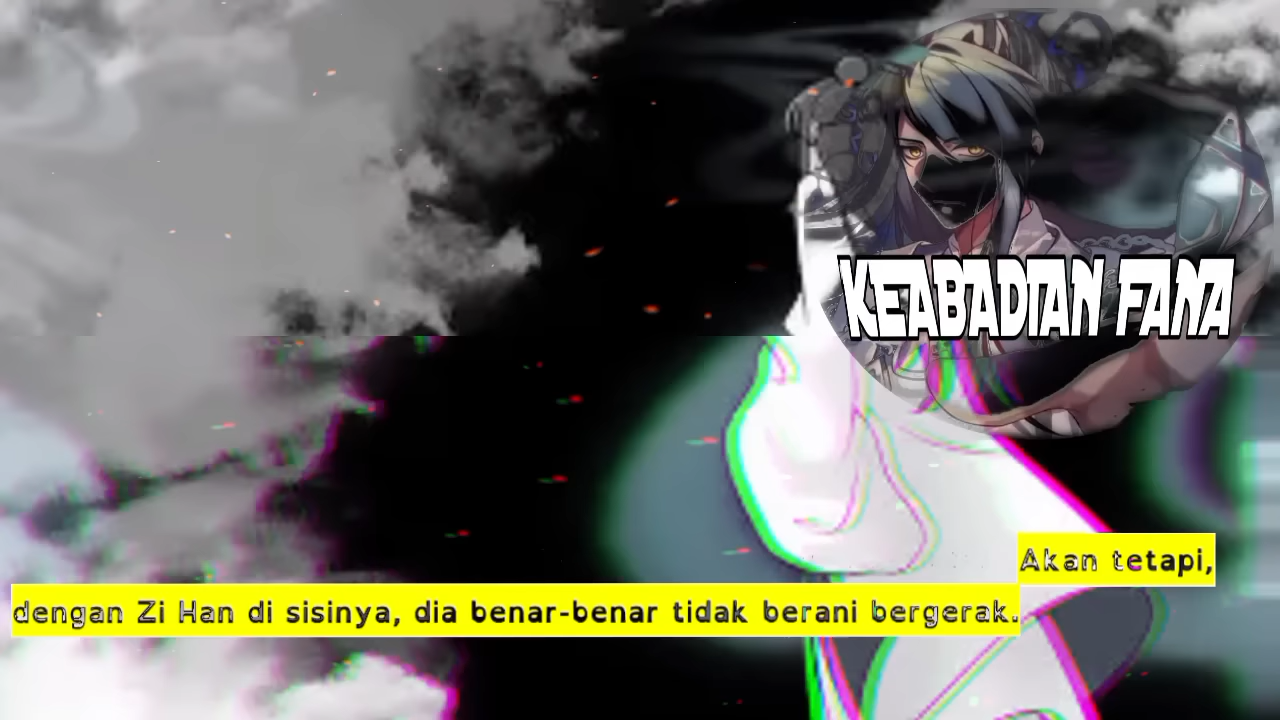 KEABADIAN FANA
Akan tetapi,
dengan Zi Han di sisinya, dia benar-benar tidak berani bergerak.